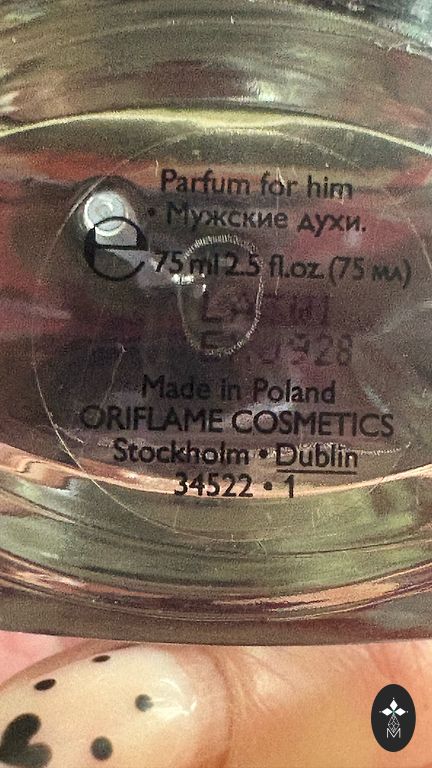 Parfum for him
• Мужские духи.
℮ 75 ml 2.5 fl.oz. (75 мл)
928
Made in Poland
ORIFLAME COSMETICS
Stockholm • Dublin
34522 • 1
M